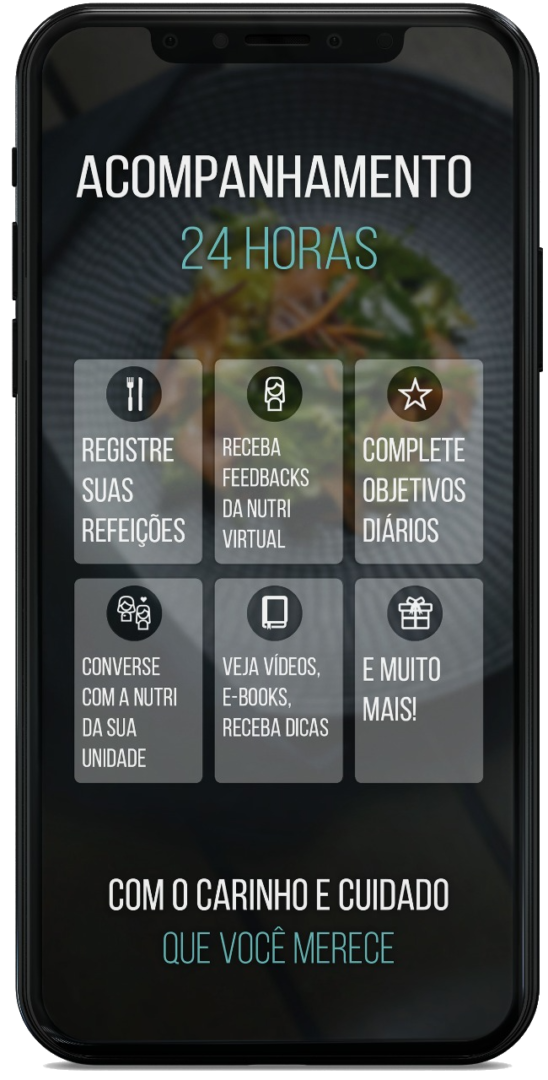 ACOMPANHAMENTO
24 HORAS
REGISTRE
SUAS
REFEIÇÕES
RECEBA
FEEDBACKS
DA NUTRI
VIRTUAL
COMPLETE
OBJETIVOS
DIÁRIOS
CONVERSE
COM A NUTRI
DA SUA
UNIDADE
VEJA VÍDEOS,
E-BOOKS,
RECEBA DICAS
E MUITO
MAIS!
COM O CARINHO E CUIDADO
QUE VOCÊ MERECE